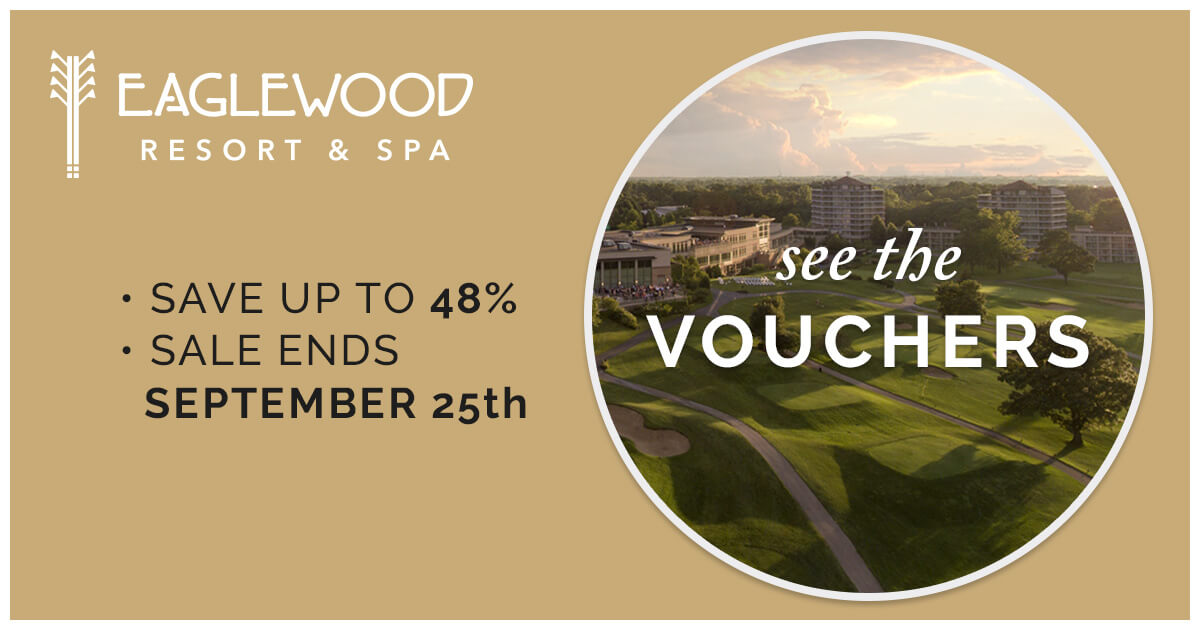 EAGLEWOOD
RESORT & SPA
• SAVE UP TO 48%
• SALE ENDS
SEPTEMBER 25th
see the
VOUCHERS